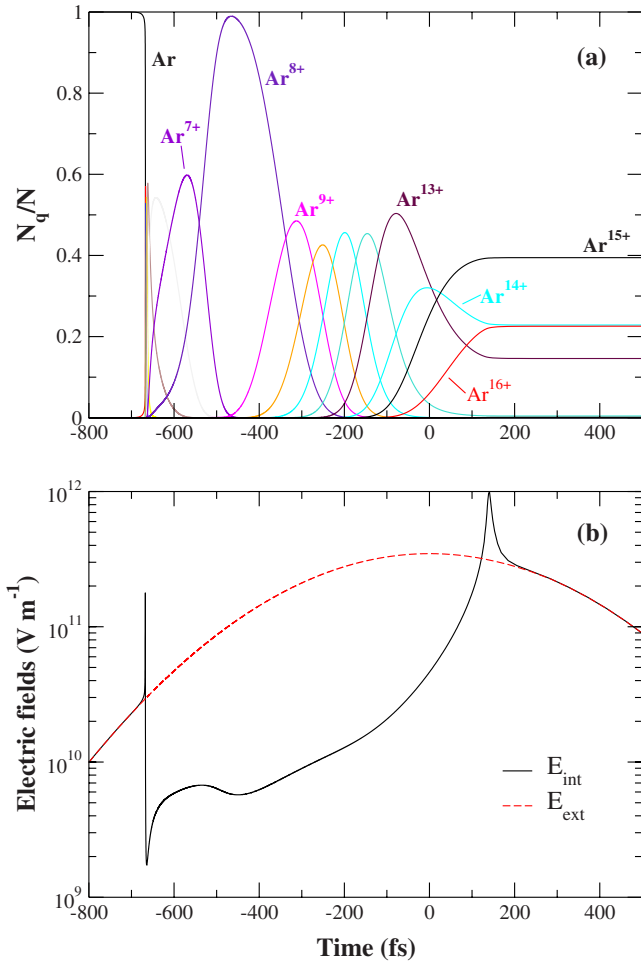 1
0.8
0.6
0.4
0.2
0
N_q/N
(a)
Ar
Ar^8+
Ar^7+
Ar^9+
Ar^13+
Ar^15+
Ar^14+
Ar^16+
-800 -600 -400 -200 0 200 400
10^12
10^11
10^10
10^9
Electric fields (V m^-1)
(b)
E_int
E_ext
-800 -600 -400 -200 0 200 400
Time (fs)